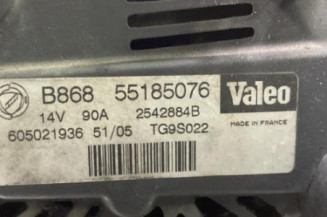 B868 55185076 Valeo
14V 90A 2542884B
MADE IN FRANCE
605021936 51/05 TG9S022